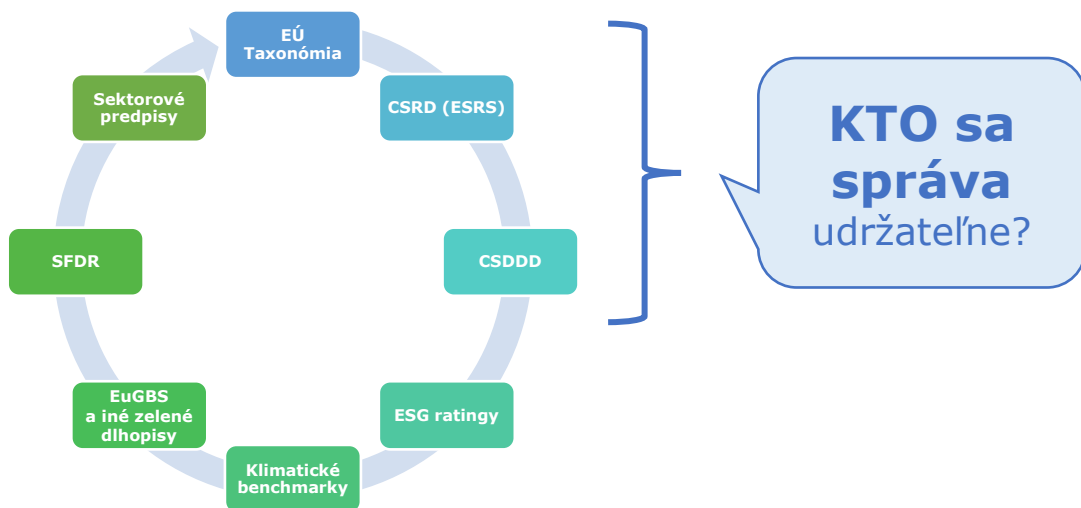 EÚ
Taxonómia
CSRD (ESRS)
CSDDD
ESG ratingy
Klimatické
benchmarky
EuGBS
a iné zelené
dlhopisy
SFDR
Sektorové
predpisy
KTO sa
správa
udržateľne?